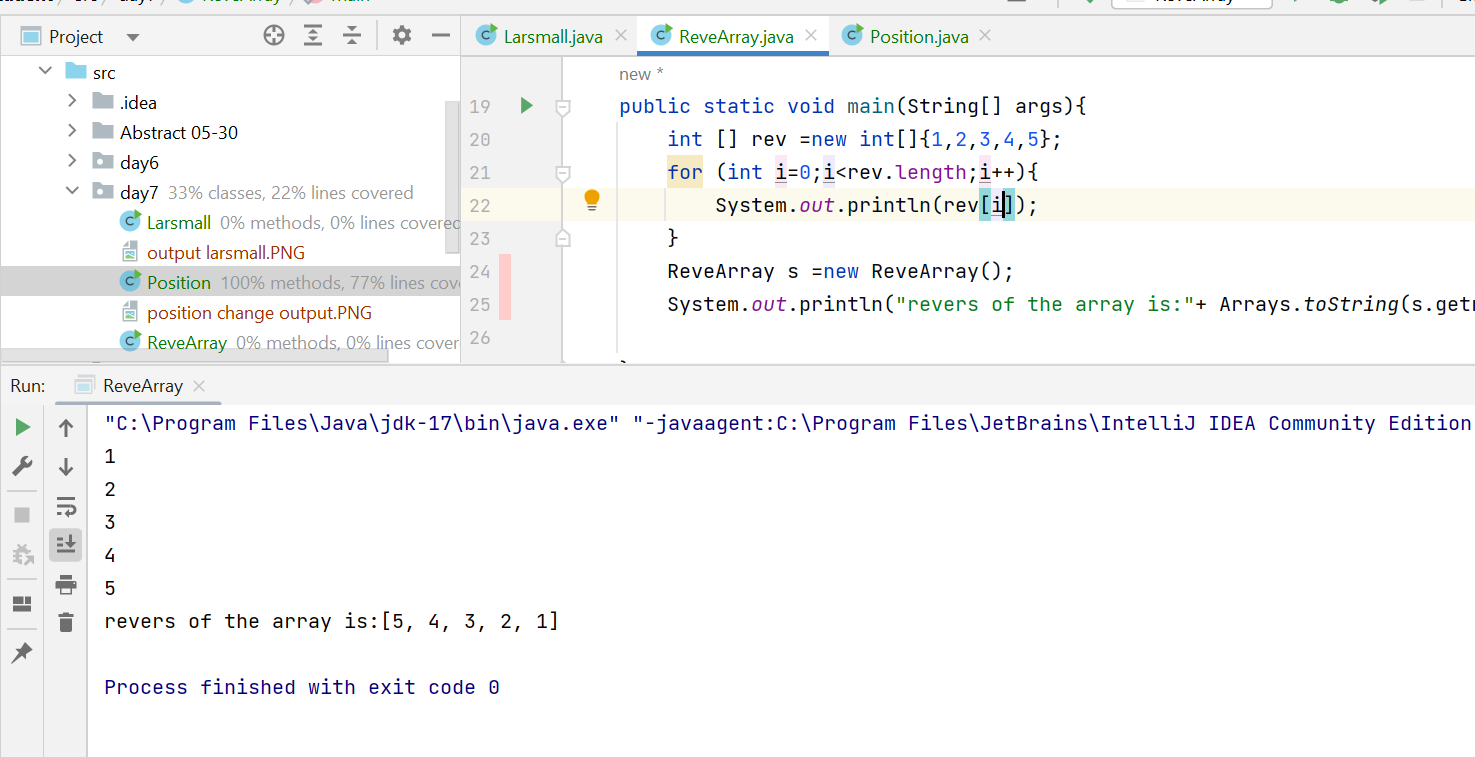 Project
Larsmall.java
ReveArray.java
Position.java
src
.idea
Abstract 05-30
day6
day7 33% classes, 22% lines covered
Larsmall 0% methods, 0% lines covered
output larsmall.PNG
Position 100% methods, 77% lines cov
position change output.PNG
ReveArray 0% methods, 0% lines cover
new *
19 public static void main(String[] args){
20 int [] rev =new int[]{1,2,3,4,5};
21 for (int i=0;i<rev.length;i++){
22 System.out.println(rev[i]);
23 }
24 ReveArray s =new ReveArray();
25 System.out.println("revers of the array is:"+ Arrays.toString(s.get
26
Run: ReveArray
"C:\Program Files\Java\jdk-17\bin\java.exe" "-javaagent:C:\Program Files\JetBrains\IntelliJ IDEA Community Edition
1
2
3
4
5
revers of the array is:[5, 4, 3, 2, 1]
Process finished with exit code 0